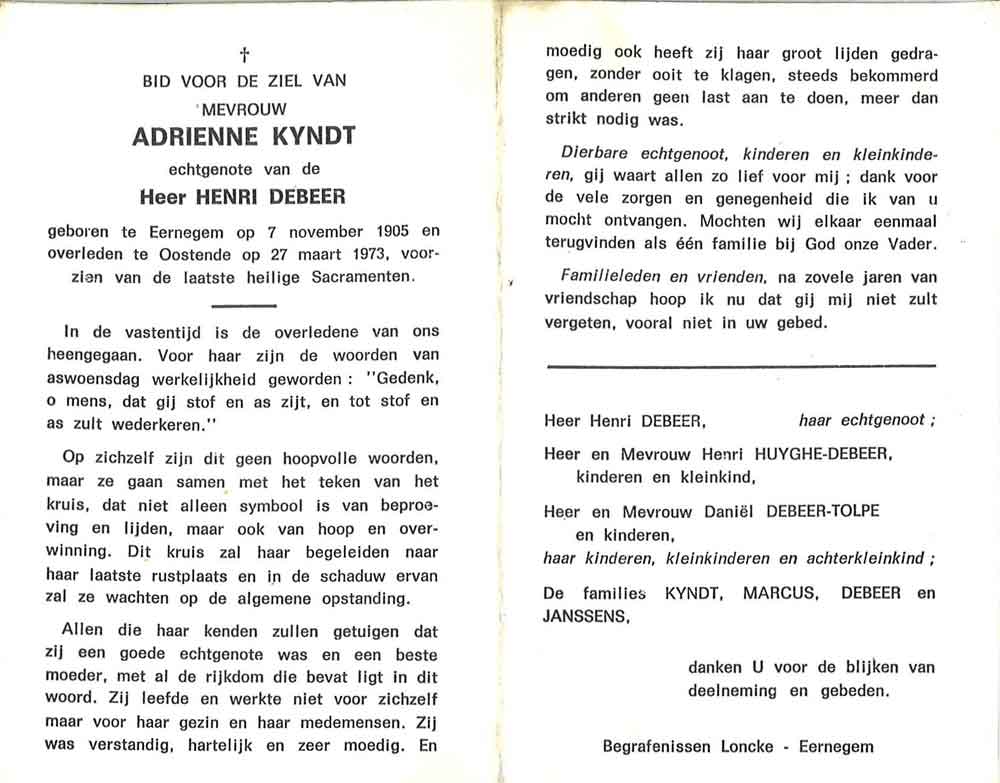 †
BID VOOR DE ZIEL VAN
MEVROUW
ADRIENNE KYNDT
echtgenote van de
Heer HENRI DEBEER
geboren te Eernegem op 7 november 1905 en
overleden te Oostende op 27 maart 1973, voor-
zien van de laatste heilige Sacramenten.
In de vastentijd is de overledene van ons
heengegaan. Voor haar zijn de woorden van
aswoensdag werkelijkheid geworden : "Gedenk,
o mens, dat gij stof en as zijt, en tot stof en
as zult wederkeren."
Op zichzelf zijn dit geen hoopvolle woorden,
maar ze gaan samen met het teken van het
kruis, dat niet alleen symbool is van beproe-
ving en lijden, maar ook van hoop en over-
winning. Dit kruis zal haar begeleiden naar
haar laatste rustplaats en in de schaduw ervan
zal ze wachten op de algemene opstanding.
Allen die haar kenden zullen getuigen dat
zij een goede echtgenote was en een beste
moeder, met al de rijkdom die bevat ligt in dit
woord. Zij leefde en werkte niet voor zichzelf
maar voor haar gezin en haar medemensen. Zij
was verstandig, hartelijk en zeer moedig. En
moedig ook heeft zij haar groot lijden gedra-
gen, zonder ooit te klagen, steeds bekommerd
om anderen geen last aan te doen, meer dan
strikt nodig was.
Dierbare echtgenoot, kinderen en kleinkinde-
ren, gij waart allen zo lief voor mij ; dank voor
de vele zorgen en genegenheid die ik van u
mocht ontvangen. Mochten wij elkaar eenmaal
terugvinden als één familie bij God onze Vader.
Familieleden en vrienden, na zovele jaren van
vriendschap hoop ik nu dat gij mij niet zult
vergeten, vooral niet in uw gebed.
Heer Henri DEBEER, haar echtgenoot ;
Heer en Mevrouw Henri HUYGHE-DEBEER,
kinderen en kleinkind,
Heer en Mevrouw Daniël DEBEER-TOLPE
en kinderen,
haar kinderen, kleinkinderen en achterkleinkind ;
De families KYNDT, MARCUS, DEBEER en
JANSSENS,
danken U voor de blijken van
deelneming en gebeden.
Begrafenissen Loncke - Eernegem